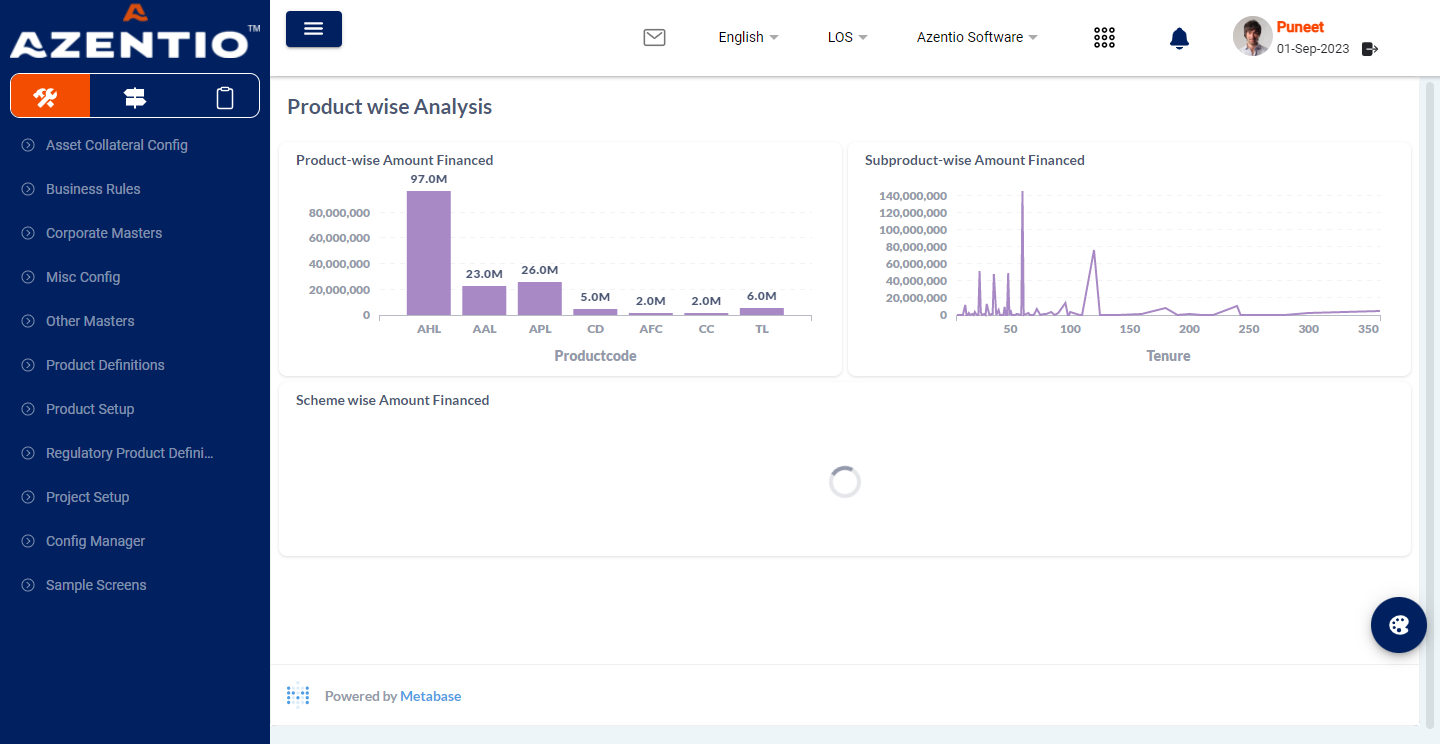 AZENTIO™
English
LOS
Azentio Software
Puneet
01-Sep-2023
Asset Collateral Config
Business Rules
Corporate Masters
Misc Config
Other Masters
Product Definitions
Product Setup
Regulatory Product Defini...
Project Setup
Config Manager
Sample Screens
Product wise Analysis
Product-wise Amount Financed
97.0M
80,000,000
60,000,000
40,000,000
20,000,000
0
23.0M
26.0M
5.0M
2.0M
2.0M
6.0M
AHL AAL APL CD AFC CC TL
Productcode
Subproduct-wise Amount Financed
140,000,000
120,000,000
100,000,000
80,000,000
60,000,000
40,000,000
20,000,000
0
50 100 150 200 250 300 350
Tenure
Scheme wise Amount Financed
Powered by Metabase